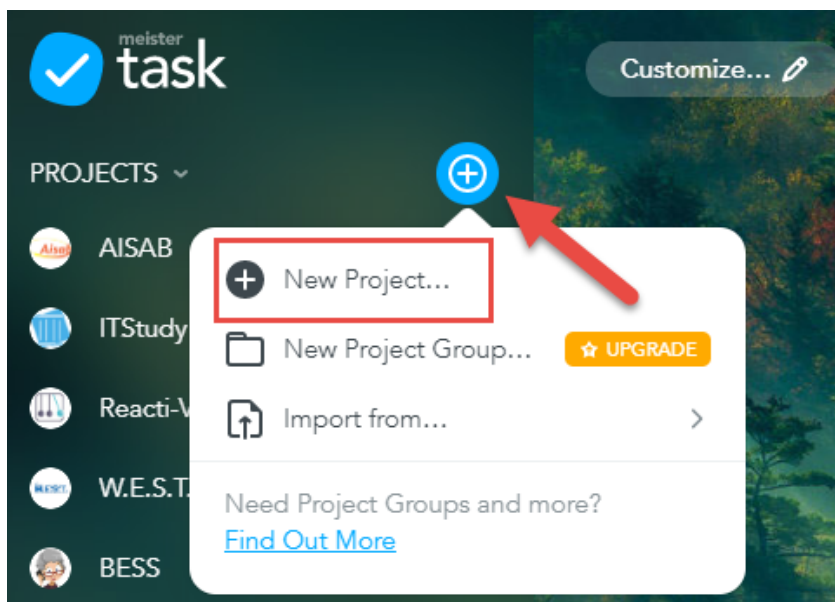 meister
task
Customize...
PROJECTS
AISAB
New Project...
ITStudy
New Project Group...
UPGRADE
Reacti-V
Import from...
W.E.S.T.
Need Project Groups and more?
Find Out More
BESS